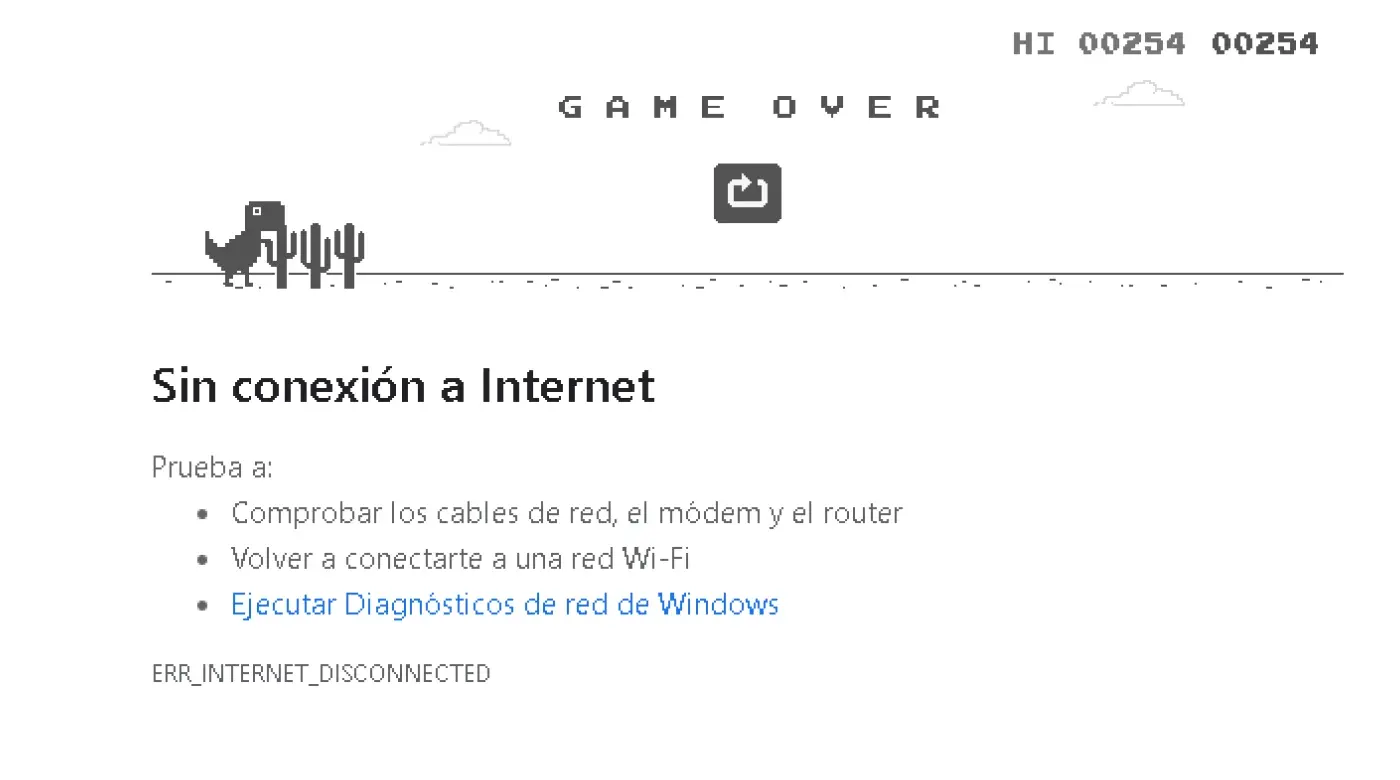 HI 00254 00254
GAME OVER
Sin conexión a Internet
Prueba a:
Comprobar los cables de red, el módem y el router
Volver a conectarte a una red Wi-Fi
Ejecutar Diagnósticos de red de Windows
ERR_INTERNET_DISCONNECTED